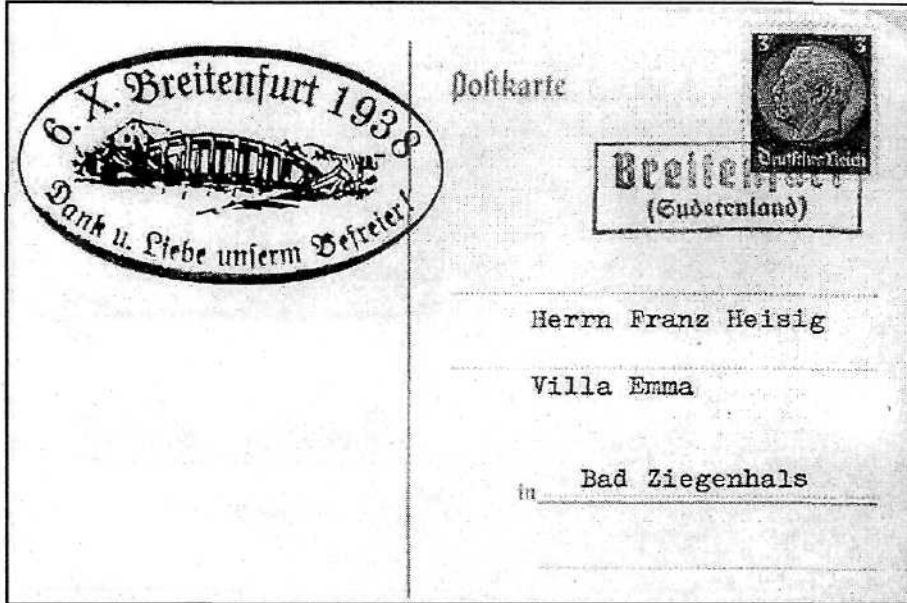 6. X. Breitenfurt 1938
Dank u. Liebe unserm Befreier!
Postkarte
3 3
Deutsches Reich
Breitenfurt
(Sudetenland)
Herrn Franz Heisig
Villa Emma
in Bad Ziegenhals